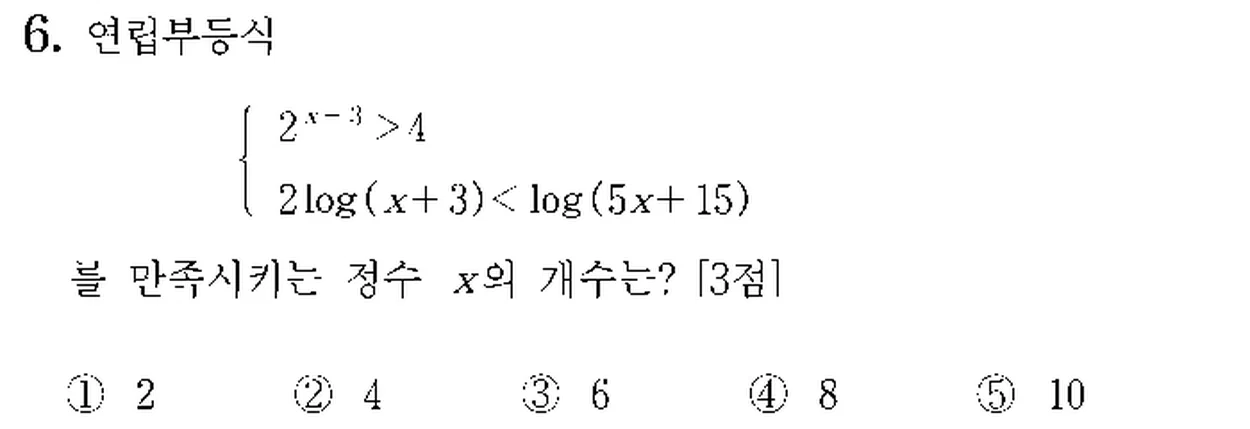 6. 연립부등식
2^{x-3} > 4
2log(x+3) < log(5x+15)
를 만족시키는 정수 x의 개수는? [3점]
① 2 ② 4 ③ 6 ④ 8 ⑤ 10